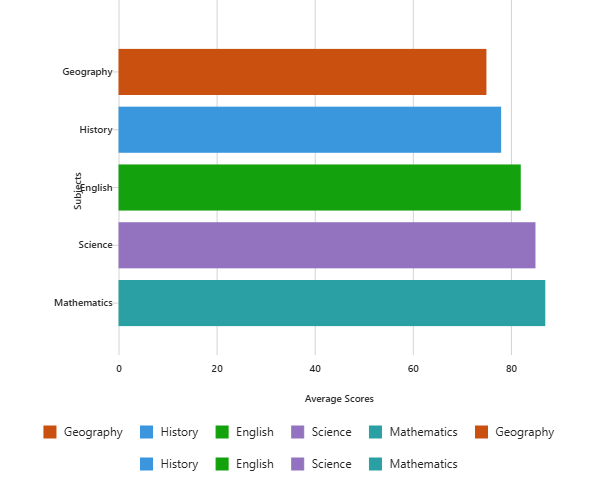 Geography
History
English
Subjects
Science
Mathematics
0 20 40 60 80
Average Scores
Geography History English Science Mathematics Geography
History English Science Mathematics